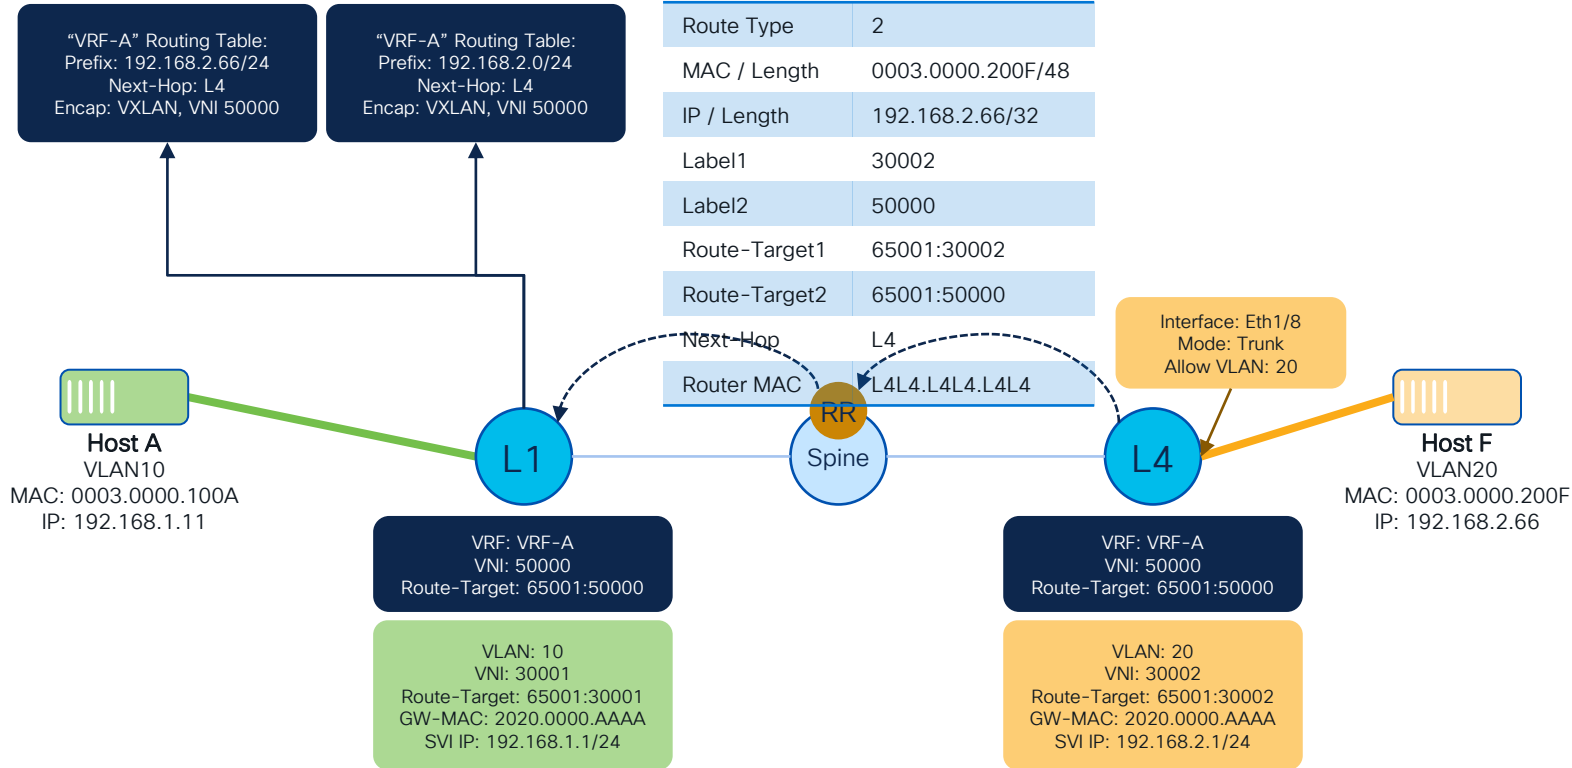 “VRF-A” Routing Table:
Prefix: 192.168.2.66/24
Next-Hop: L4
Encap: VXLAN, VNI 50000
“VRF-A” Routing Table:
Prefix: 192.168.2.0/24
Next-Hop: L4
Encap: VXLAN, VNI 50000
Route Type 2
MAC / Length 0003.0000.200F/48
IP / Length 192.168.2.66/32
Label1 30002
Label2 50000
Route-Target1 65001:30002
Route-Target2 65001:50000
Next-Hop L4
Router MAC L4L4.L4L4.L4L4
Interface: Eth1/8
Mode: Trunk
Allow VLAN: 20
Host A
VLAN10
MAC: 0003.0000.100A
IP: 192.168.1.11
L1
RR
Spine
L4
Host F
VLAN20
MAC: 0003.0000.200F
IP: 192.168.2.66
VRF: VRF-A
VNI: 50000
Route-Target: 65001:50000
VLAN: 10
VNI: 30001
Route-Target: 65001:30001
GW-MAC: 2020.0000.AAAA
SVI IP: 192.168.1.1/24
VRF: VRF-A
VNI: 50000
Route-Target: 65001:50000
VLAN: 20
VNI: 30002
Route-Target: 65001:30002
GW-MAC: 2020.0000.AAAA
SVI IP: 192.168.2.1/24